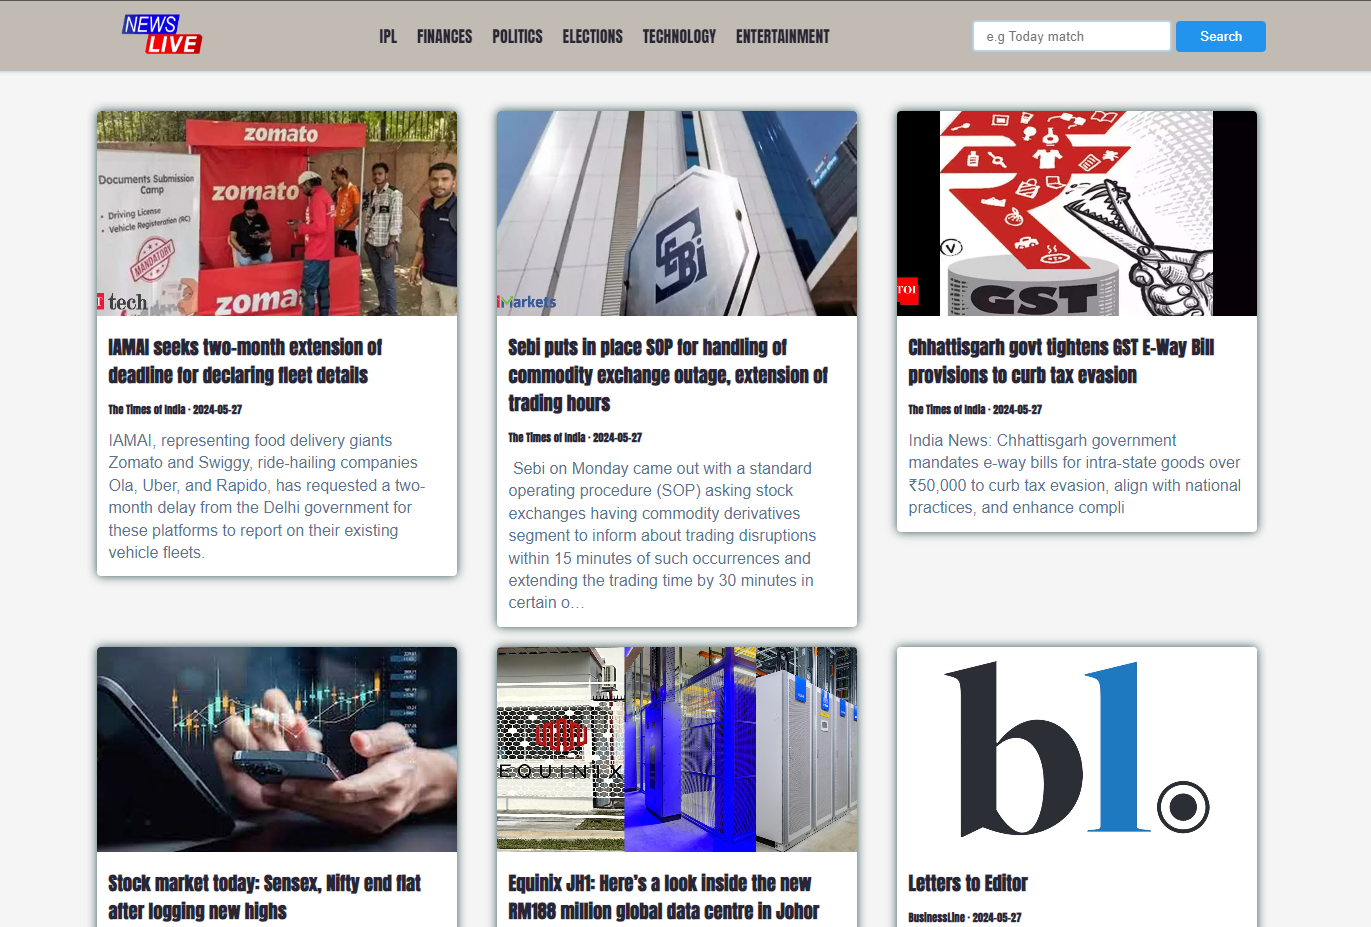 NEWS
LIVE
IPL
FINANCES
POLITICS
ELECTIONS
TECHNOLOGY
ENTERTAINMENT
e.g Today match
Search
zomato
Documents Submission
Camp
• Driving License
• Vehicle Registeration (RC)
MANDATORY
zomato
zoma
tech
SEBI
Markets
GST
TOI
IAMAI seeks two-month extension of
deadline for declaring fleet details
The Times of India · 2024-05-27
IAMAI, representing food delivery giants
Zomato and Swiggy, ride-hailing companies
Ola, Uber, and Rapido, has requested a two-
month delay from the Delhi government for
these platforms to report on their existing
vehicle fleets.
Sebi puts in place SOP for handling of
commodity exchange outage, extension of
trading hours
The Times of India · 2024-05-27
Sebi on Monday came out with a standard
operating procedure (SOP) asking stock
exchanges having commodity derivatives
segment to inform about trading disruptions
within 15 minutes of such occurrences and
extending the trading time by 30 minutes in
certain o…
Chhattisgarh govt tightens GST E-Way Bill
provisions to curb tax evasion
The Times of India · 2024-05-27
India News: Chhattisgarh government
mandates e-way bills for intra-state goods over
₹50,000 to curb tax evasion, align with national
practices, and enhance compli
EQUINIX
bl.
Stock market today: Sensex, Nifty end flat
after logging new highs
Equinix JH1: Here’s a look inside the new
RM188 million global data centre in Johor
Letters to Editor
BusinessLine · 2024-05-27